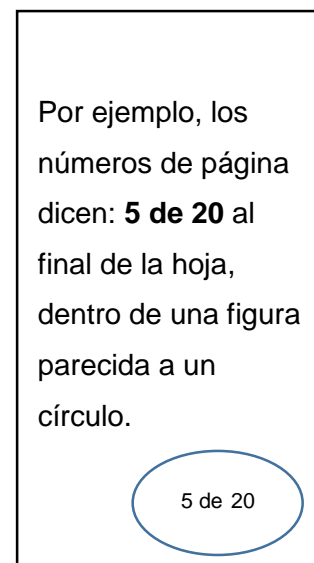 Por ejemplo, los
números de página
dicen: 5 de 20 al
final de la hoja,
dentro de una figura
parecida a un
círculo.
5 de 20